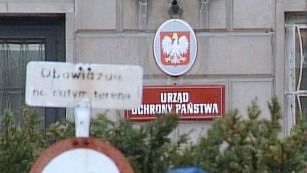 Obowiązuje
na całym terenie
URZĄD
OCHRONY PAŃSTWA